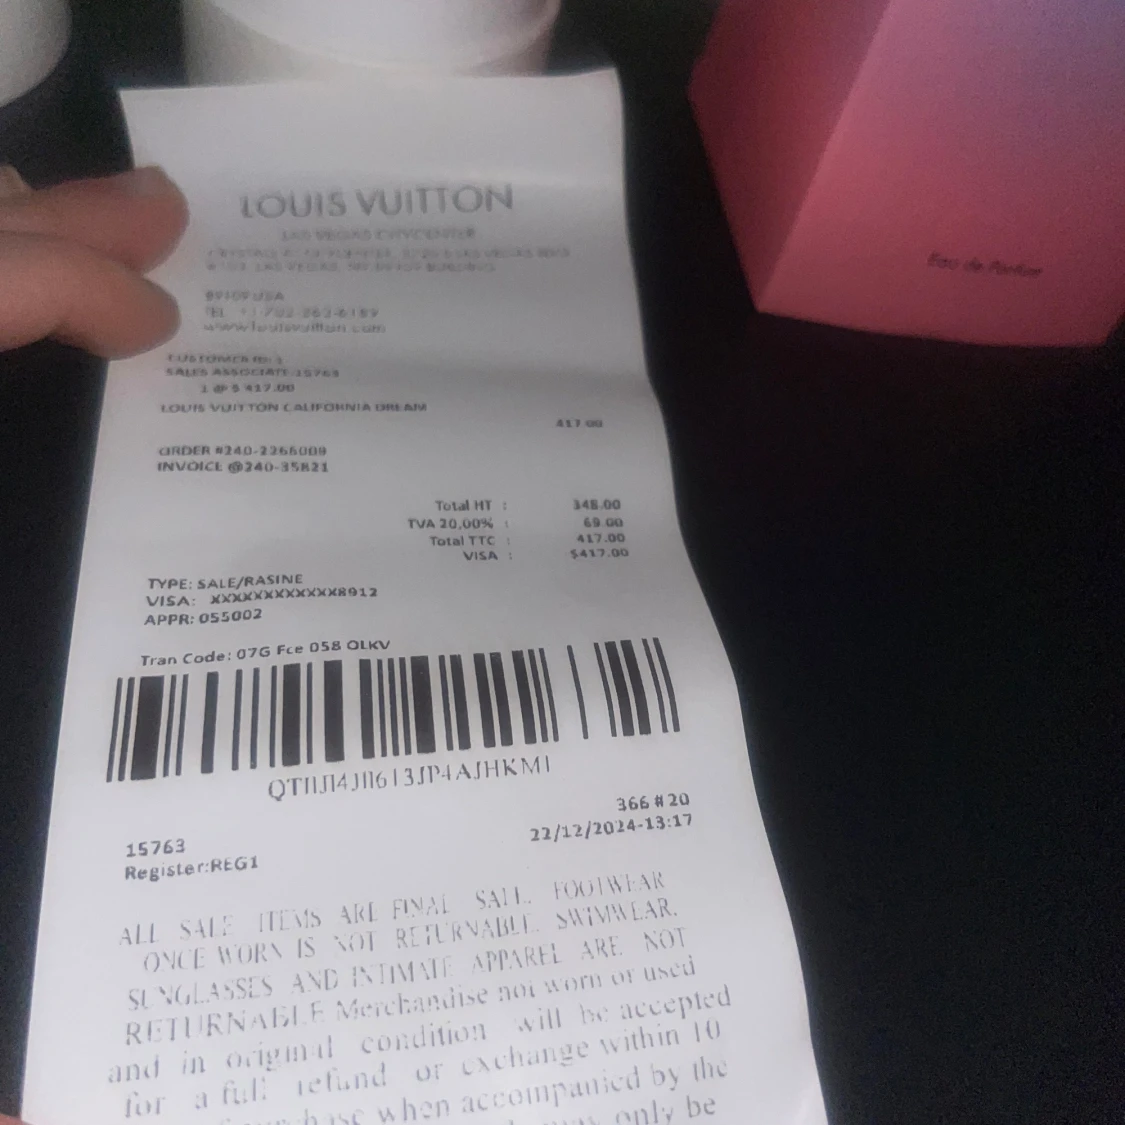 LOUIS VUITTON
LAS VEGAS CITYCENTER
89109 USA
www.louisvuitton.com
CUSTOMER ID: 1
SALES ASSOCIATE 15763
1 @ $ 417.00
LOUIS VUITTON CALIFORNIA DREAM
417.00
ORDER #240-2266009
INVOICE @240-35821
Total HT : 348.00
TVA 20,00% : 69.00
Total TTC : 417.00
VISA : $417.00
TYPE: SALE/RASINE
VISA: XXXXXXXXXXXX8912
APPR: 055002
Tran Code: 07G Fce 058 OLKV
366 # 20
15763 22/12/2024-13:17
Register:REG1
ALL SALE ITEMS ARE FINAL SALE. FOOTWEAR
ONCE WORN IS NOT RETURNABLE. SWIMWEAR.
SUNGLASSES AND INTIMATE APPAREL ARE NOT
RETURNABLE Merchandise not worn or used
and in original condition will be accepted
for a full refund or exchange within 10
when accompanied by the
only be
Eau de Parfum